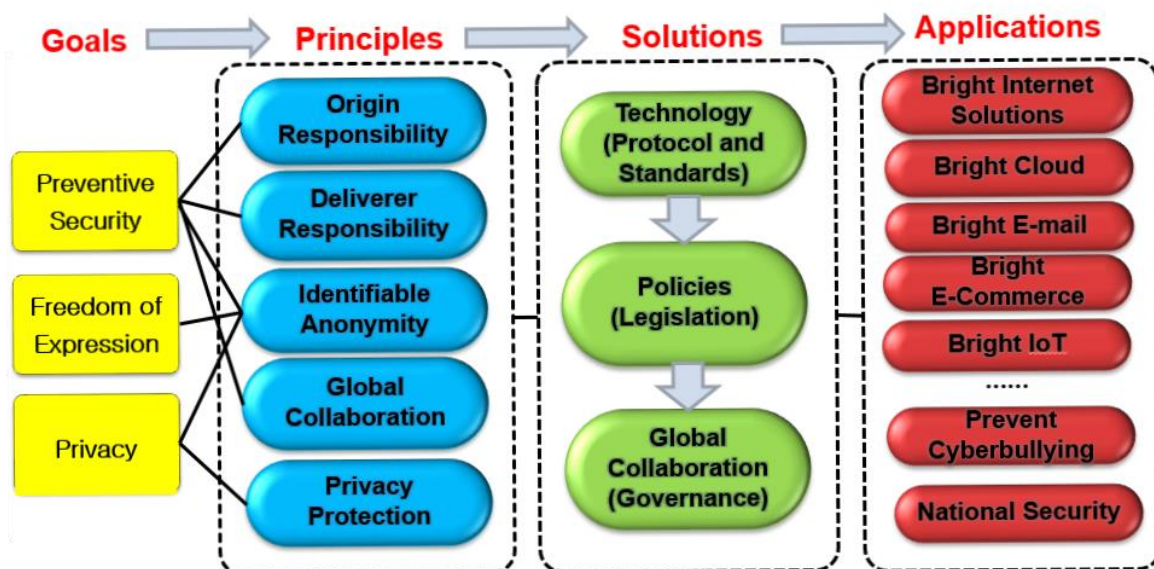 Goals
Principles
Solutions
Applications
Preventive
Security
Freedom of
Expression
Privacy
Origin
Responsibility
Deliverer
Responsibility
Identifiable
Anonymity
Global
Collaboration
Privacy
Protection
Technology
(Protocol and
Standards)
Policies
(Legislation)
Global
Collaboration
(Governance)
Bright Internet
Solutions
Bright Cloud
Bright E-mail
Bright
E-Commerce
Bright IoT
......
Prevent
Cyberbullying
National Security